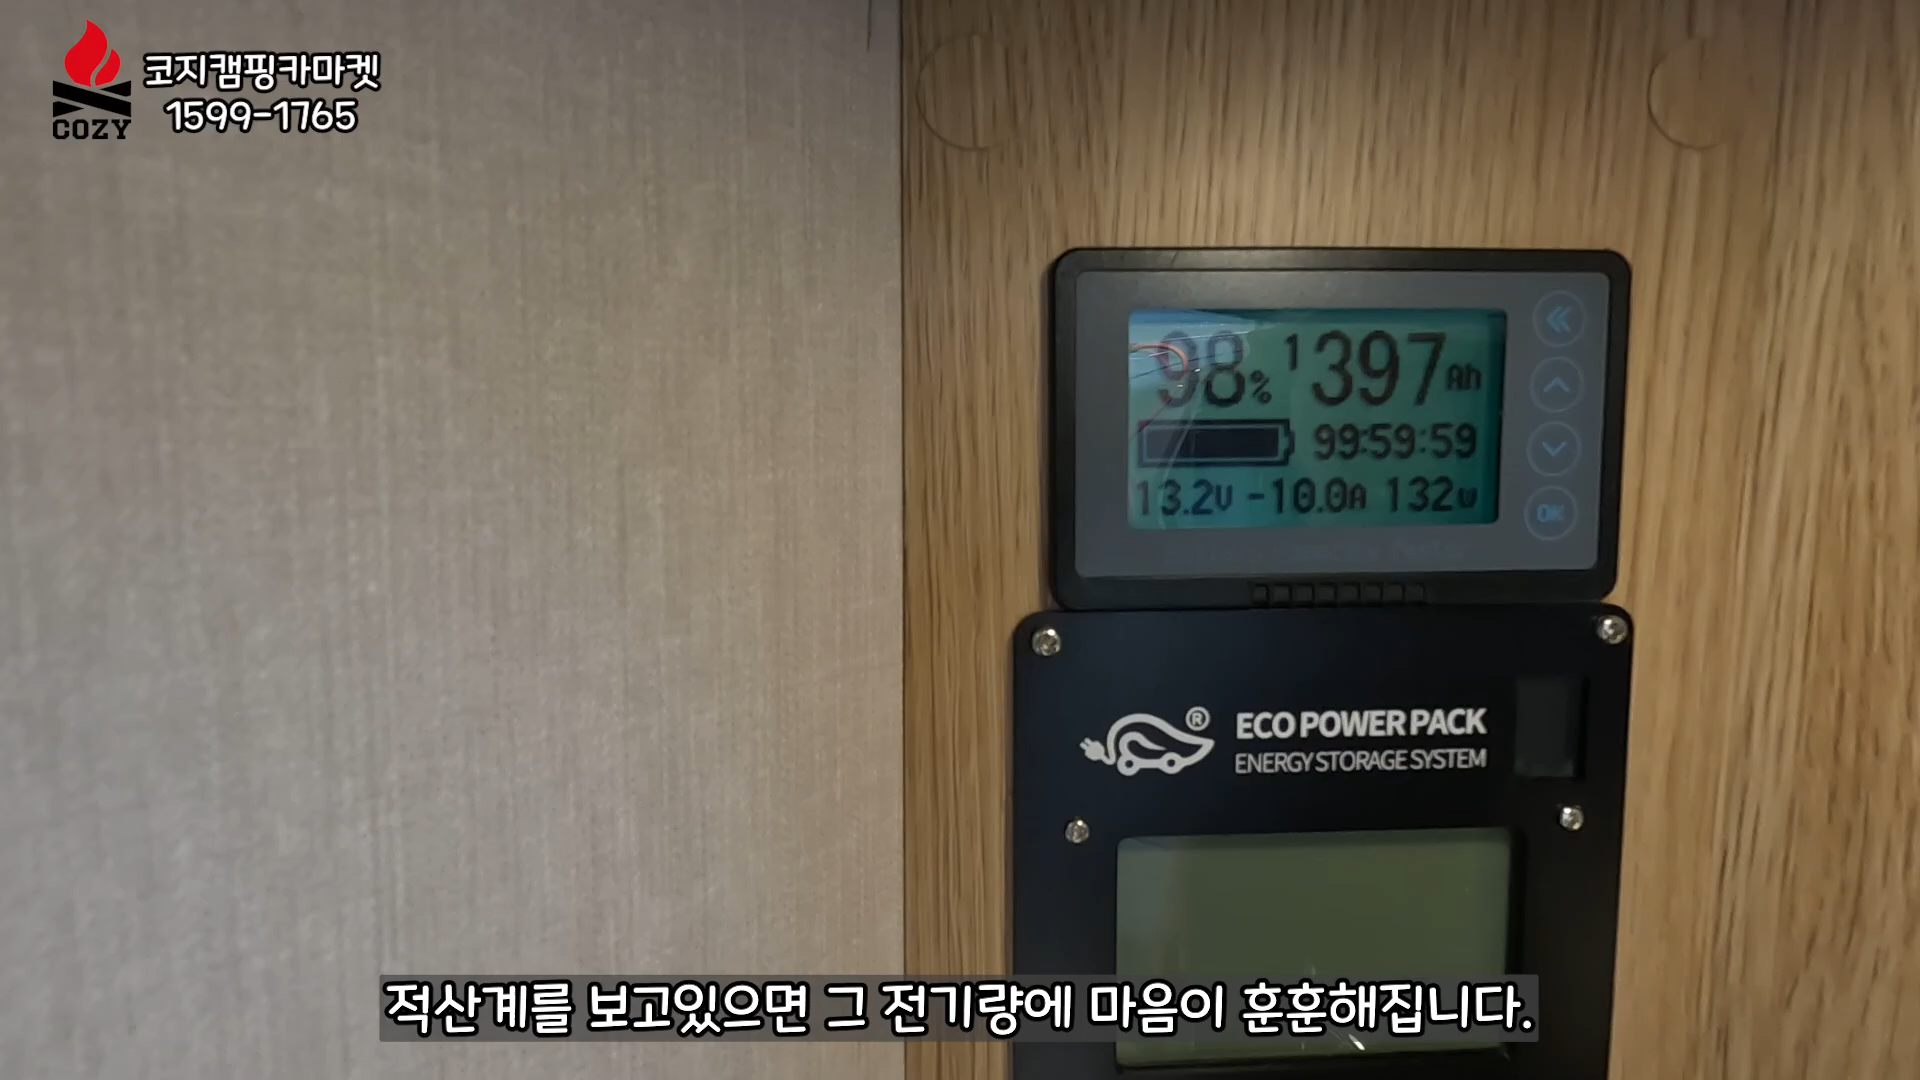 코지캠핑카마켓
1599-1765
COZY
98% 1397Ah
99:59:59
13.2V -10.0A 132W
OK
ECO POWER PACK
ENERGY STORAGE SYSTEM
적산계를 보고있으면 그 전기량에 마음이 훈훈해집니다.